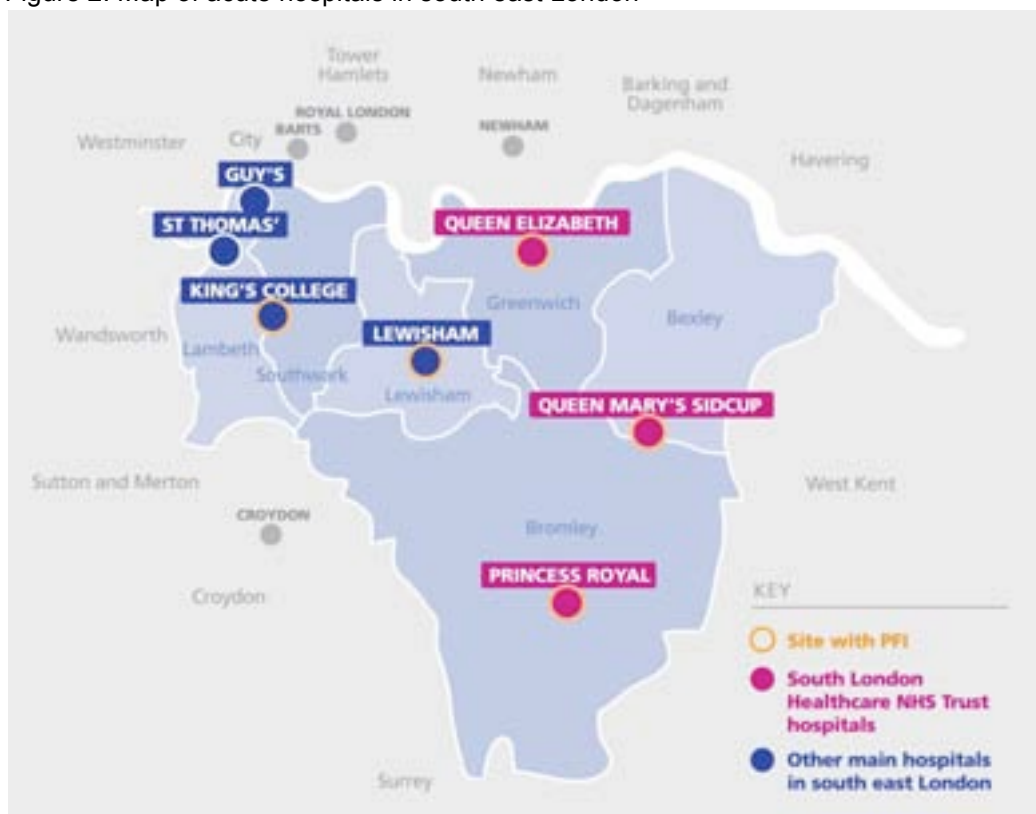 Figure 2: Map of acute hospitals in south east London
Tower
Hamlets
Newham
Barking and
Dagenham
ROYAL LONDON
BARTS
NEWHAM
Westminster
City
Havering
GUY'S
ST THOMAS'
QUEEN ELIZABETH
KING'S COLLEGE
Greenwich
Bexley
Wandsworth
LEWISHAM
Lambeth
Southwork
Lewisham
QUEEN MARY'S SIDCUP
Sutton and Merton
West Kent
CROYDON
Bromley
PRINCESS ROYAL
Croydon
KEY
Site with PFI
South London
Healthcare NHS Trust
hospitals
Other main hospitals
in south east London
Surrey